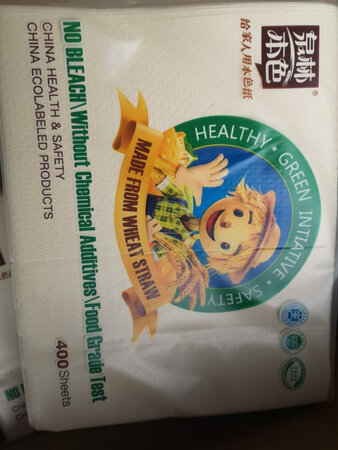 泉林
本色
®
给家人用本色纸
HEALTHY · GREEN INITIATIVE · SAFETY
MADE FROM WHEAT STRAW
NO BLEACH\Without Chemical Additives\Food Grade Test
CHINA HEALTH & SAFETY
CHINA ECOLABELED PRODUCTS
400 Sheets